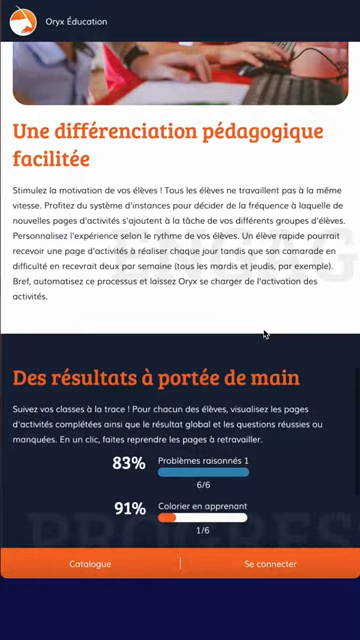 Oryx Éducation
Une différenciation pédagogique
facilitée
Stimulez la motivation de vos élèves ! Tous les élèves ne travaillent pas à la même
vitesse. Profitez du système d'instances pour décider de la fréquence à laquelle de
nouvelles pages d'activités s'ajoutent à la tâche de vos différents groupes d'élèves.
Personnalisez l'expérience selon le rythme de vos élèves. Un élève rapide pourrait
recevoir une page d'activités à réaliser chaque jour tandis que son camarade en
difficulté en recevrait deux par semaine (tous les mardis et jeudis, par exemple).
Bref, automatisez ce processus et laissez Oryx se charger de l'activation des
activités.
Des résultats à portée de main
Suivez vos classes à la trace ! Pour chacun des élèves, visualisez les pages
d'activités complétées ainsi que le résultat global et les questions réussies ou
manquées. En un clic, faites reprendre les pages à retravailler.
83% Problèmes raisonnés 1
6/6
91% Colorier en apprenant
1/6
Catalogue
Se connecter